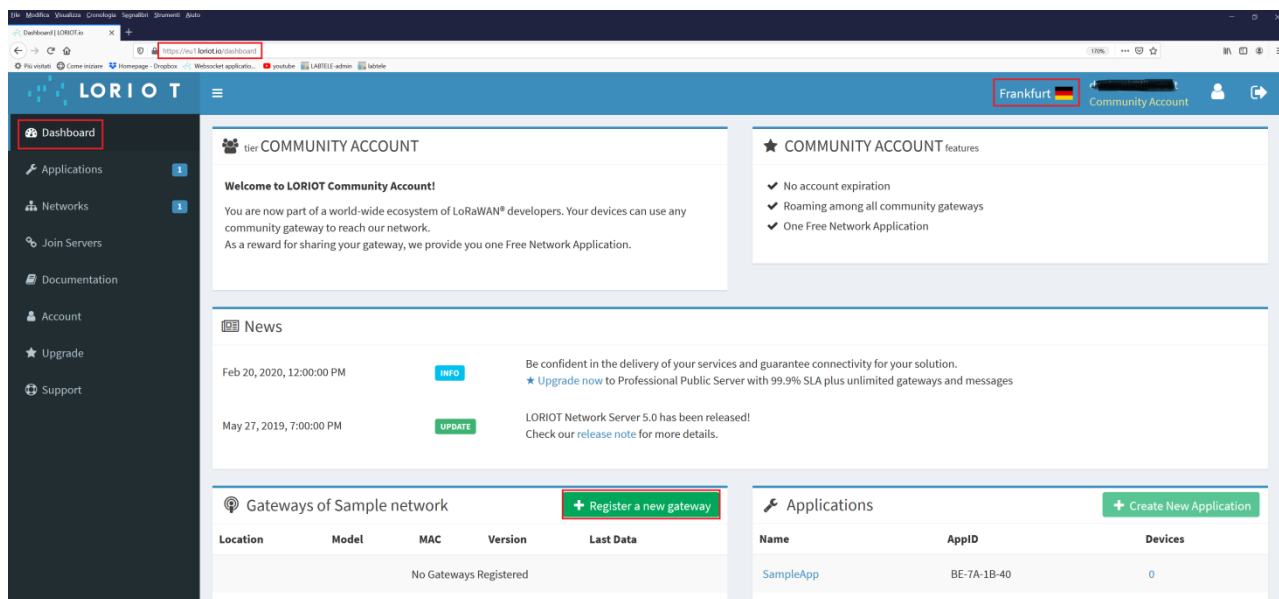 File Modifica Visualizza Cronologia Segnalibri Strumenti Aiuto
Dashboard | LORIOT.io
https://eu1.loriot.io/dashboard
170%
Più visitati Come iniziare Homepage - Dropbox Websocket applicatio... youtube LABTELE-admin labtele
LORIOT
Frankfurt
Community Account
Dashboard
Applications 1
Networks 1
Join Servers
Documentation
Account
Upgrade
Support
tier COMMUNITY ACCOUNT
Welcome to LORIOT Community Account!
You are now part of a world-wide ecosystem of LoRaWAN® developers. Your devices can use any
community gateway to reach our network.
As a reward for sharing your gateway, we provide you one Free Network Application.
COMMUNITY ACCOUNT features
No account expiration
Roaming among all community gateways
One Free Network Application
News
Feb 20, 2020, 12:00:00 PM INFO Be confident in the delivery of your services and guarantee connectivity for your solution.
Upgrade now to Professional Public Server with 99.9% SLA plus unlimited gateways and messages
May 27, 2019, 7:00:00 PM UPDATE LORIOT Network Server 5.0 has been released!
Check our release note for more details.
Gateways of Sample network + Register a new gateway
Location Model MAC Version Last Data
No Gateways Registered
Applications + Create New Application
Name AppID Devices
SampleApp BE-7A-1B-40 0